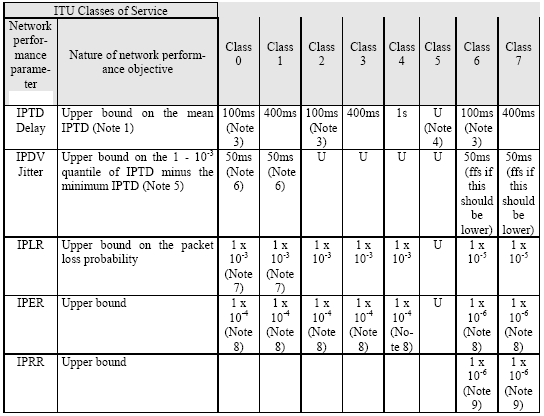 ITU Classes of Service
Network perfor-mance parame-ter | Nature of network perform-ance objective | Class 0 | Class 1 | Class 2 | Class 3 | Class 4 | Class 5 | Class 6 | Class 7
IPTD Delay | Upper bound on the mean IPTD (Note 1) | 100ms (Note 3) | 400ms | 100ms (Note 3) | 400ms | 1s | U (Note 4) | 100ms (Note 3) | 400ms
IPDV Jitter | Upper bound on the 1 - 10⁻³ quantile of IPTD minus the minimum IPTD (Note 5) | 50ms (Note 6) | 50ms (Note 6) | U | U | U | U | 50ms (ffs if this should be lower) | 50ms (ffs if this should be lower)
IPLR | Upper bound on the packet loss probability | 1 x 10⁻³ (Note 7) | 1 x 10⁻³ (Note 7) | 1 x 10⁻³ | 1 x 10⁻³ | 1 x 10⁻³ | U | 1 x 10⁻⁵ | 1 x 10⁻⁵
IPER | Upper bound | 1 x 10⁻⁴ (Note 8) | 1 x 10⁻⁴ (Note 8) | 1 x 10⁻⁴ (Note 8) | 1 x 10⁻⁴ (Note 8) | 1 x 10⁻⁴ (No-te 8) | U | 1 x 10⁻⁶ (Note 8) | 1 x 10⁻⁶ (Note 8)
IPRR | Upper bound | 1 x 10⁻⁶ (Note 9) | 1 x 10⁻⁶ (Note 9)